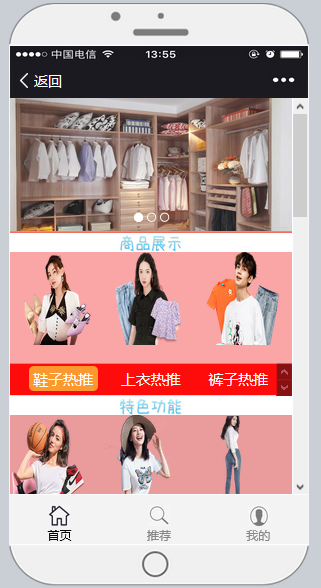 中国电信 13:55
返回
商品展示
鞋子热推 上衣热推 裤子热推
特色功能
首页 推荐 我的